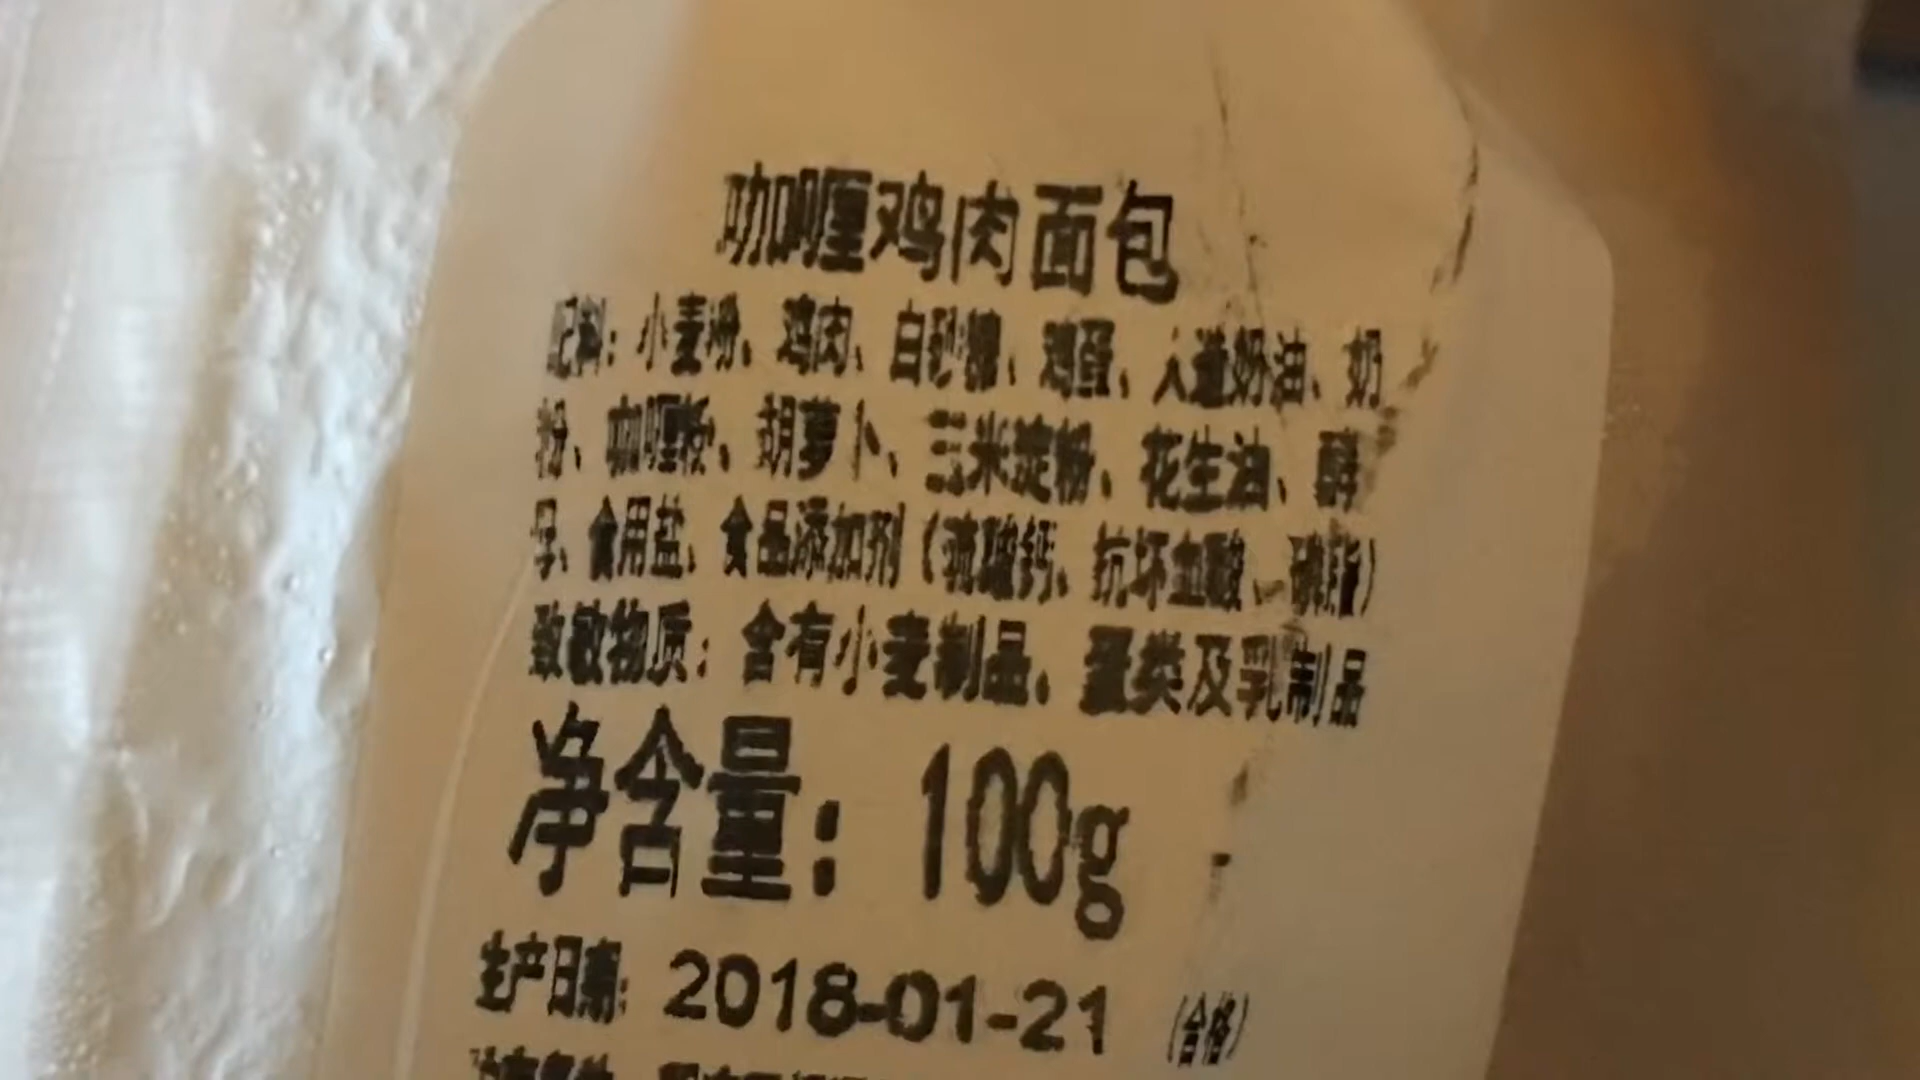 咖喱鸡肉面包
配料：小麦粉、鸡肉、白砂糖、鸡蛋、人造奶油、奶
粉、咖喱粉、胡萝卜、玉米淀粉、花生油、酵
母、食用盐、食品添加剂（硫酸钙、抗坏血酸、磷脂）
致敏物质：含有小麦制品、蛋类及乳制品
净含量：100g
生产日期：2018-01-21 （合格）